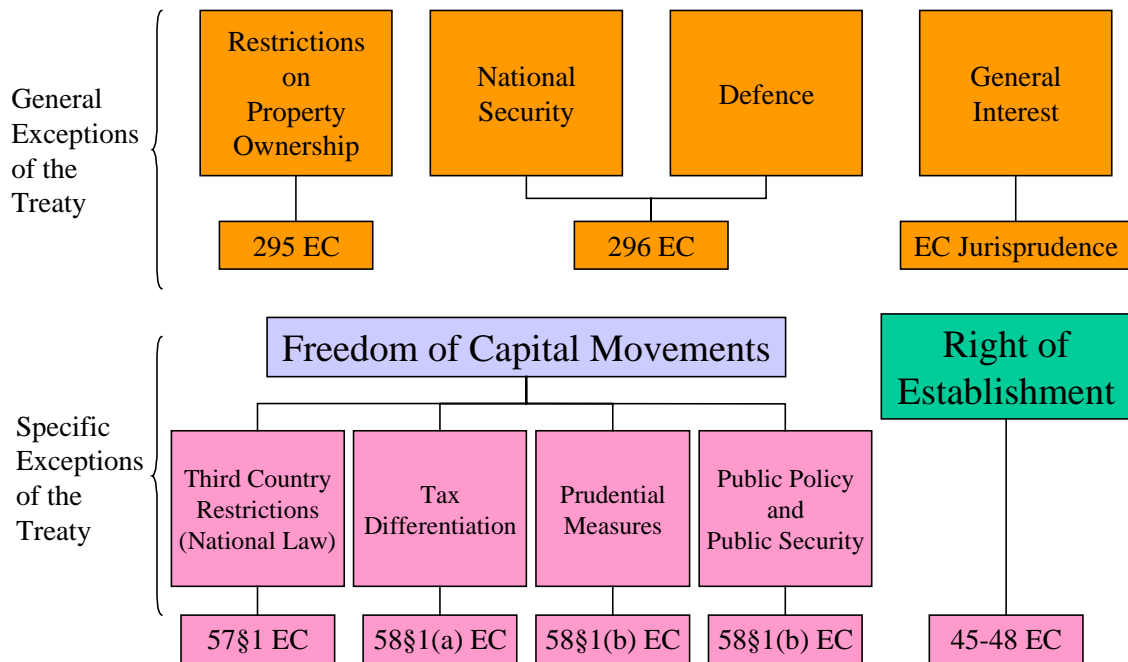 General
Exceptions
of the
Treaty
Restrictions
on
Property
Ownership
National
Security
Defence
General
Interest
295 EC
296 EC
EC Jurisprudence
Specific
Exceptions
of the
Treaty
Freedom of Capital Movements
Right of
Establishment
Third Country
Restrictions
(National Law)
Tax
Differentiation
Prudential
Measures
Public Policy
and
Public Security
57§1 EC
58§1(a) EC
58§1(b) EC
58§1(b) EC
45-48 EC